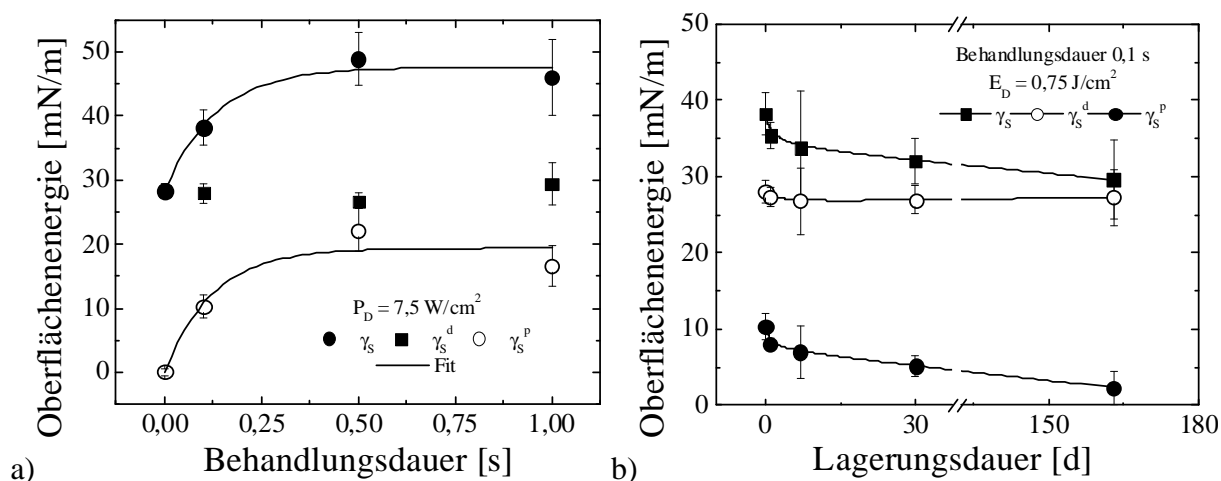 Oberflächenenergie [mN/m]
50
40
30
20
10
0
P_D = 7,5 W/cm²
γ_S γ_S^d γ_S^p
Fit
0,00 0,25 0,50 0,75 1,00
Behandlungsdauer [s]
a)
Oberflächenenergie [mN/m]
50
40
30
20
10
0
Behandlungsdauer 0,1 s
E_D = 0,75 J/cm²
γ_S γ_S^d γ_S^p
0 30 150 180
Lagerungsdauer [d]
b)